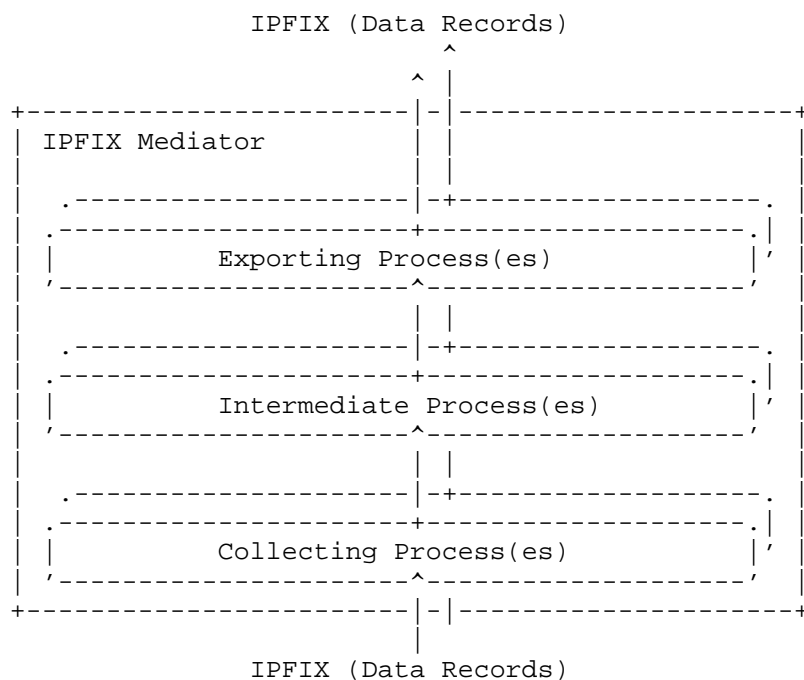 IPFIX (Data Records)
IPFIX Mediator
Exporting Process(es)
Intermediate Process(es)
Collecting Process(es)
IPFIX (Data Records)